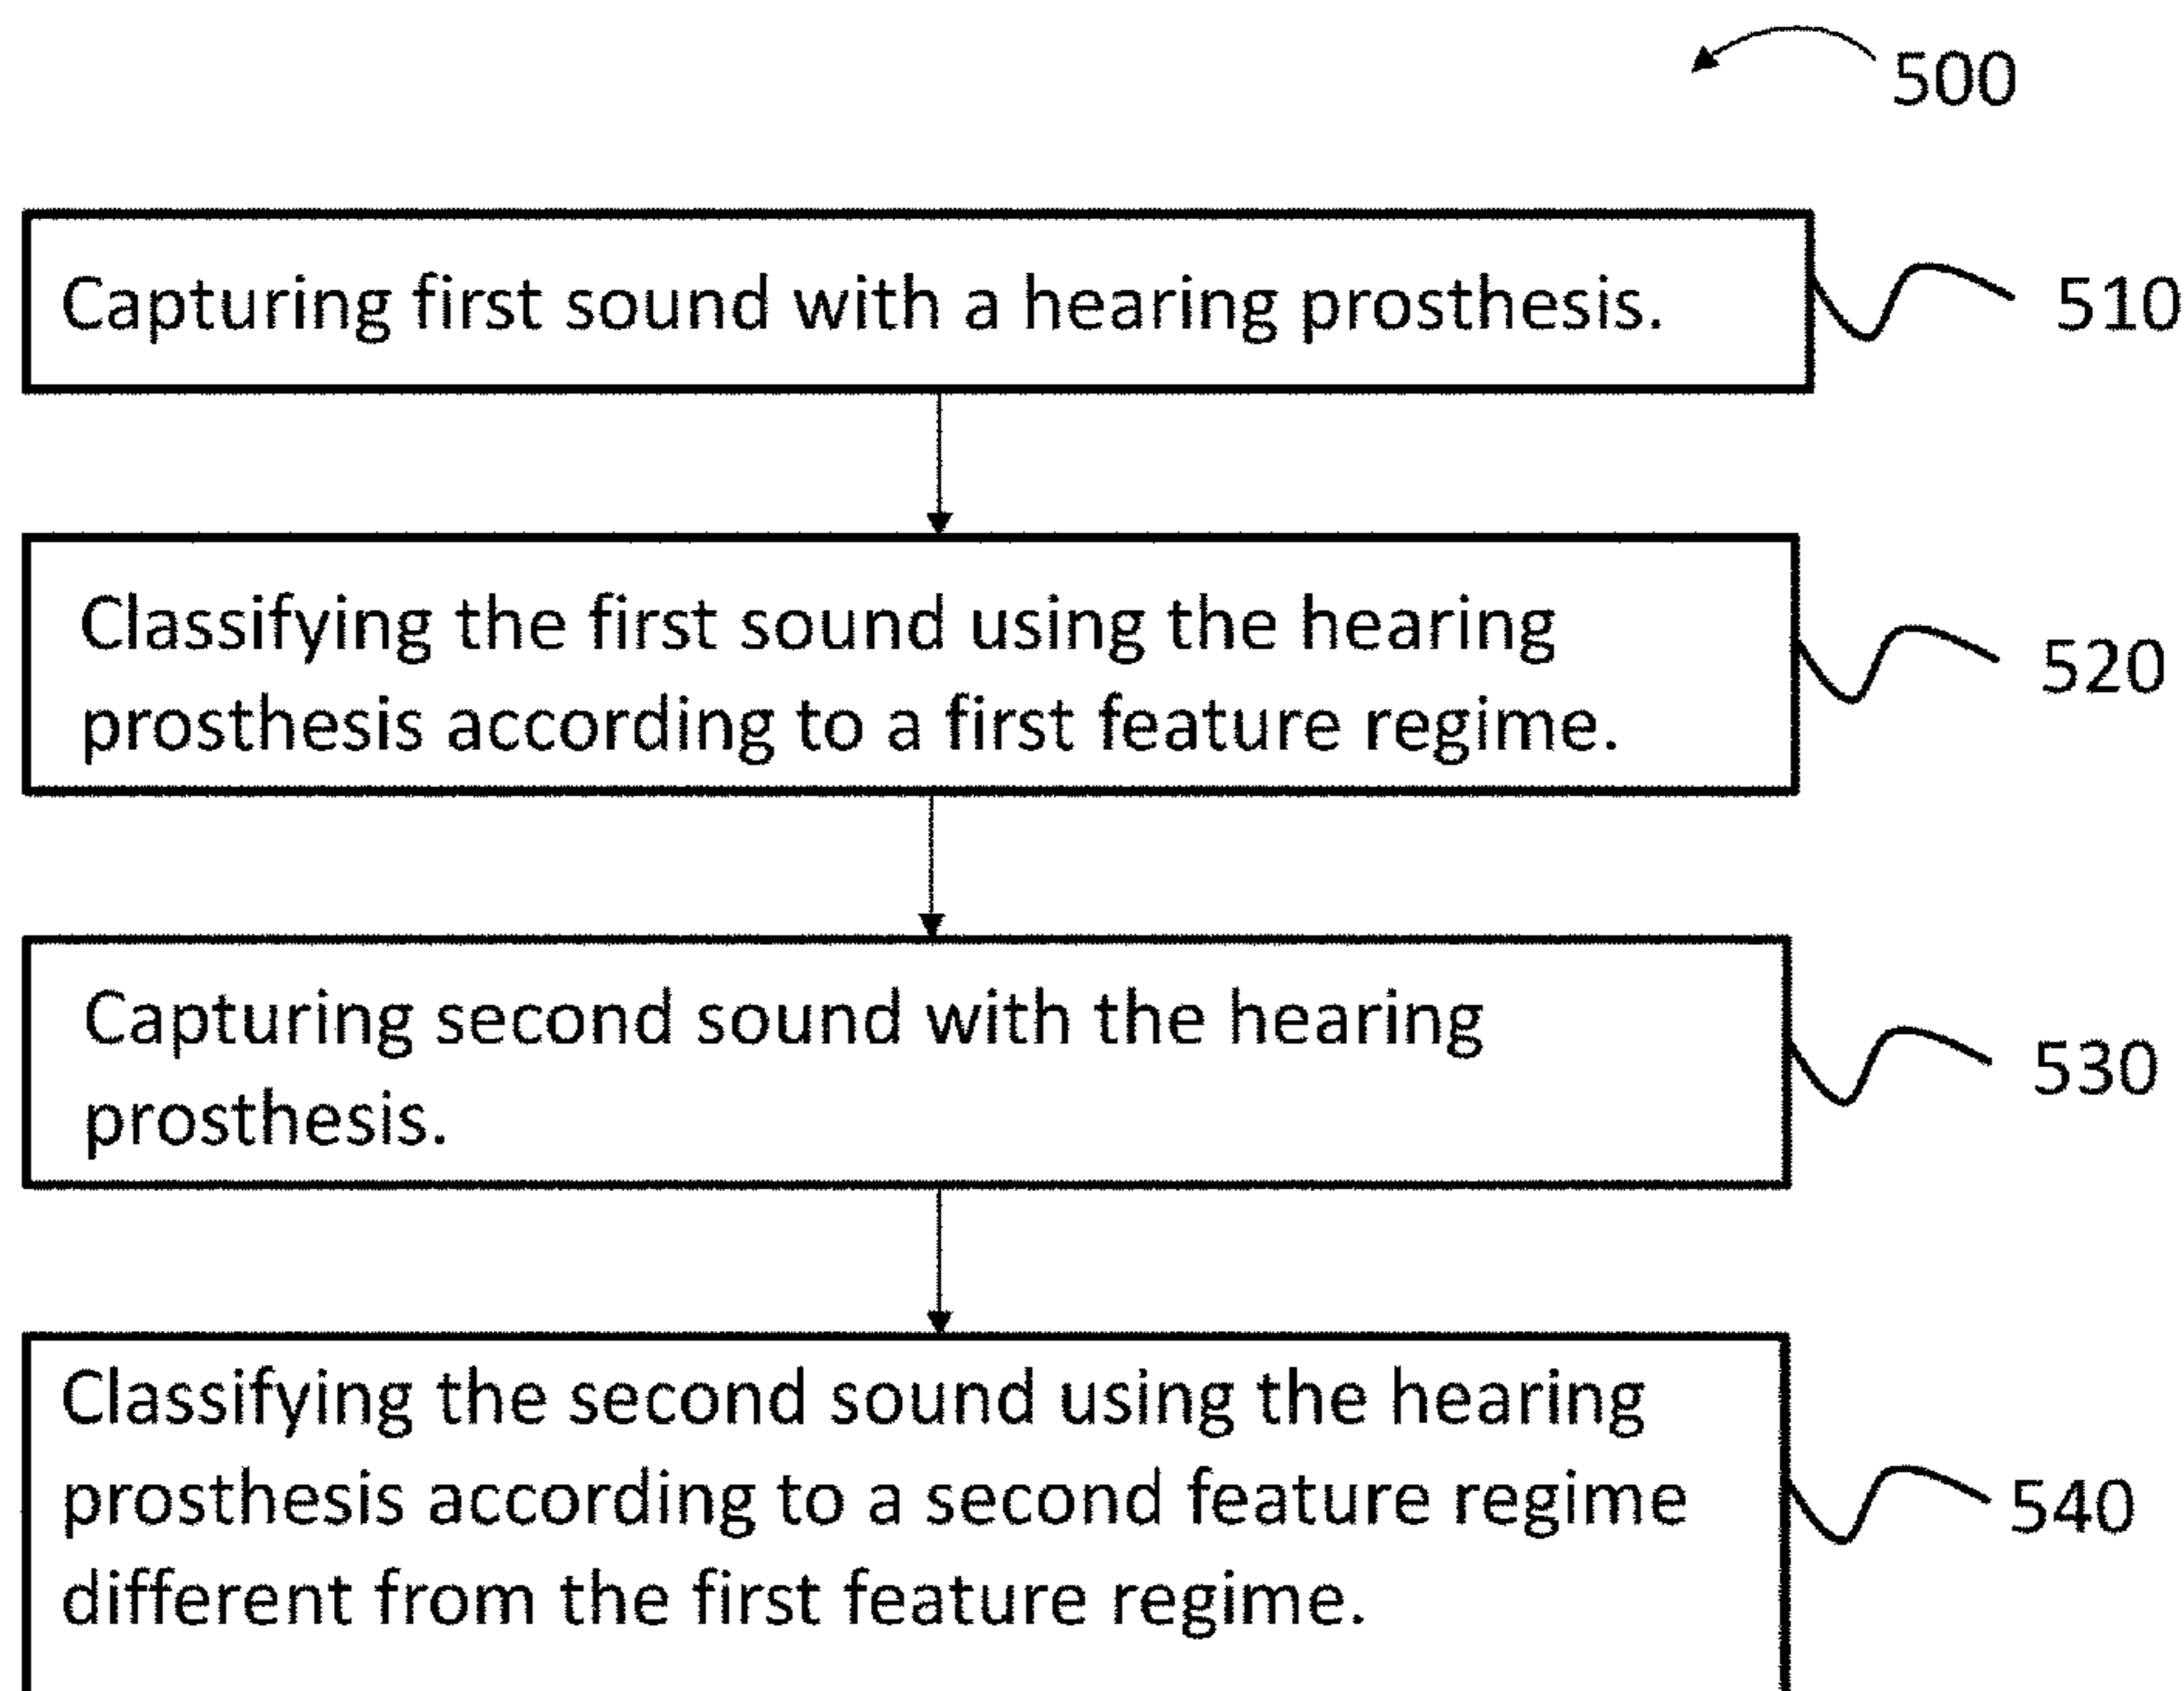 500
Capturing first sound with a hearing prosthesis.
510
Classifying the first sound using the hearing
prosthesis according to a first feature regime.
520
Capturing second sound with the hearing
prosthesis.
530
Classifying the second sound using the hearing
prosthesis according to a second feature regime
different from the first feature regime.
540